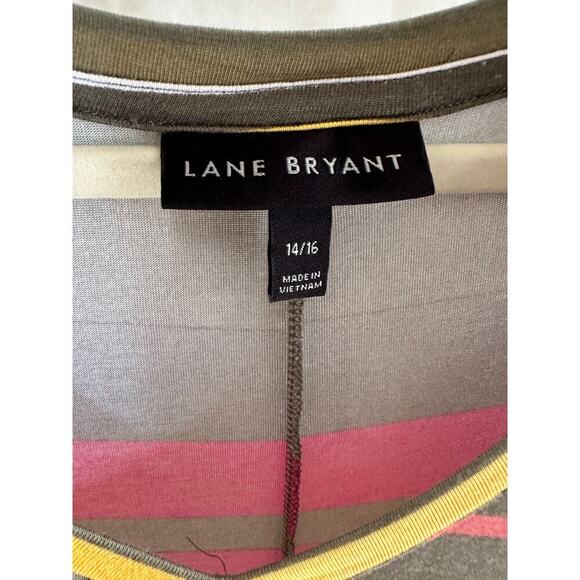 LANE BRYANT
14/16
MADE IN
VIETNAM